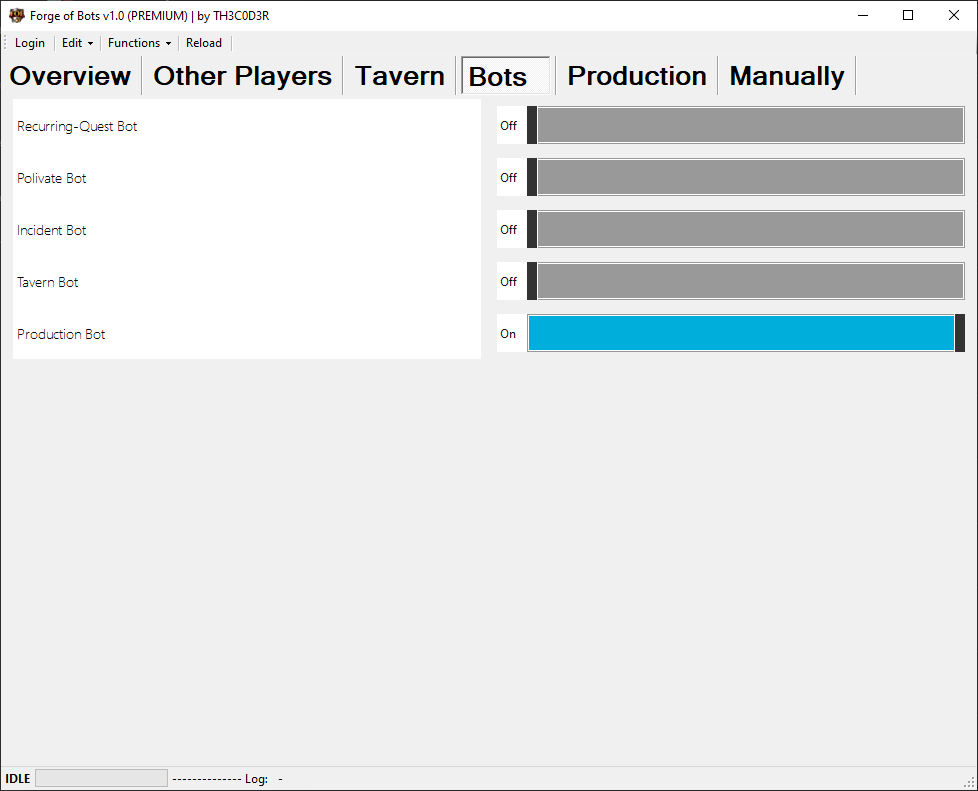 Forge of Bots v1.0 (PREMIUM) | by TH3C0D3R
Login Edit Functions Reload
Overview Other Players Tavern Bots Production Manually
Recurring-Quest Bot Off
Polivate Bot Off
Incident Bot Off
Tavern Bot Off
Production Bot On
IDLE -------------- Log: -